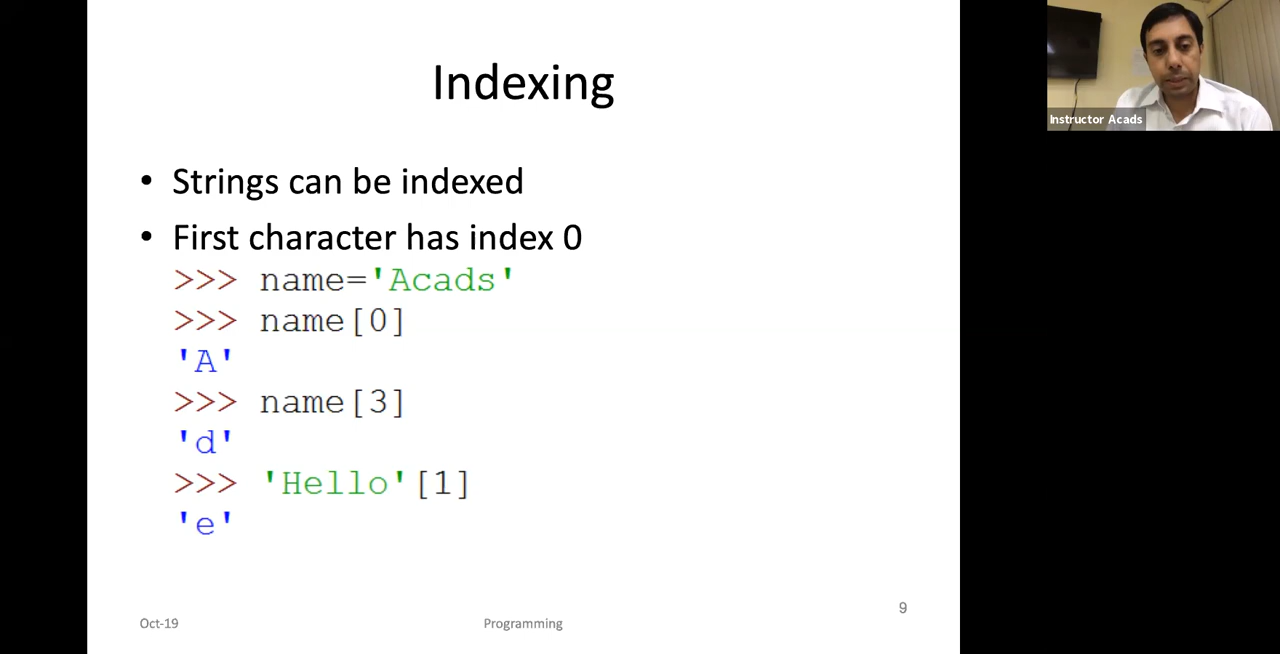 Indexing
• Strings can be indexed
• First character has index 0
>>> name='Acads'
>>> name[0]
'A'
>>> name[3]
'd'
>>> 'Hello'[1]
'e'
Oct-19
Programming
9
Instructor Acads